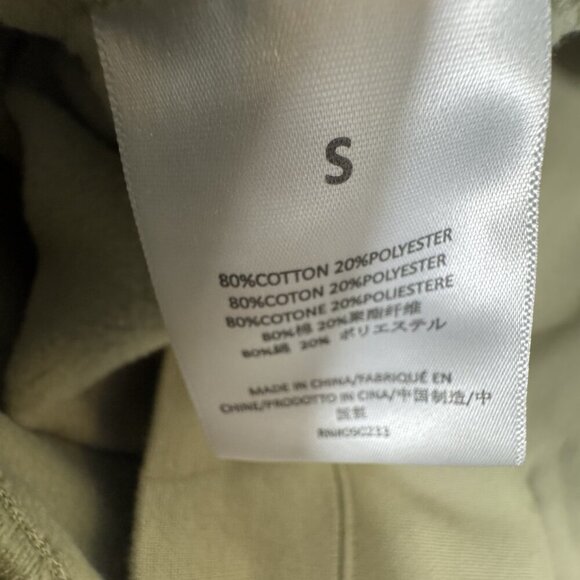 S
80%COTTON 20%POLYESTER
80%COTON 20%POLYESTER
80%COTONE 20%POLIESTERE
80%棉 20%聚酯纤维
80%綿 20% ポリエステル
MADE IN CHINA/FABRIQUÉ EN
CHINE/PRODOTTO IN CINA/中国制造/中
国製